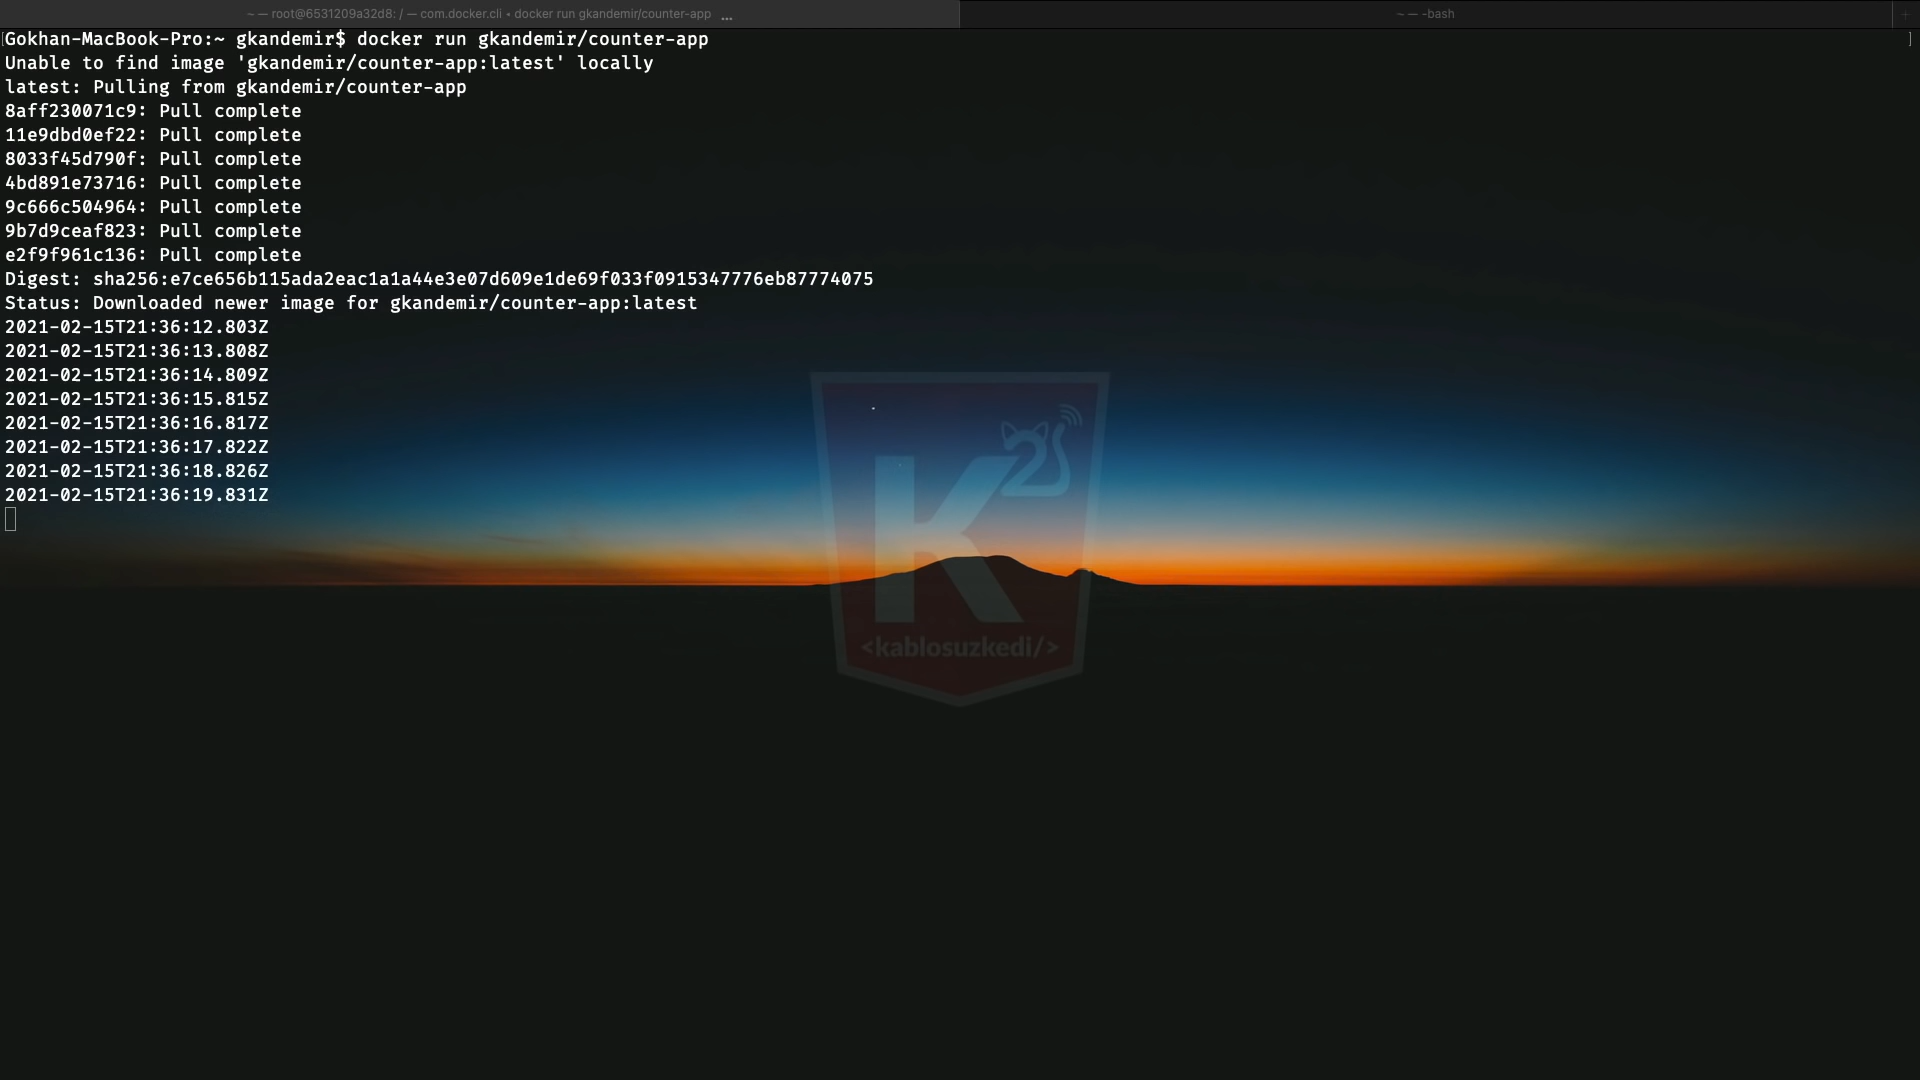 ~ — root@6531209a32d8: / — com.docker.cli • docker run gkandemir/counter-app ...
~ — -bash
+
Gokhan-MacBook-Pro:~ gkandemir$ docker run gkandemir/counter-app
Unable to find image 'gkandemir/counter-app:latest' locally
latest: Pulling from gkandemir/counter-app
8aff230071c9: Pull complete
11e9dbd0ef22: Pull complete
8033f45d790f: Pull complete
4bd891e73716: Pull complete
9c666c504964: Pull complete
9b7d9ceaf823: Pull complete
e2f9f961c136: Pull complete
Digest: sha256:e7ce656b115ada2eac1a1a44e3e07d609e1de69f033f0915347776eb87774075
Status: Downloaded newer image for gkandemir/counter-app:latest
2021-02-15T21:36:12.803Z
2021-02-15T21:36:13.808Z
2021-02-15T21:36:14.809Z
2021-02-15T21:36:15.815Z
2021-02-15T21:36:16.817Z
2021-02-15T21:36:17.822Z
2021-02-15T21:36:18.826Z
2021-02-15T21:36:19.831Z
K2
<kablosuzkedi/>